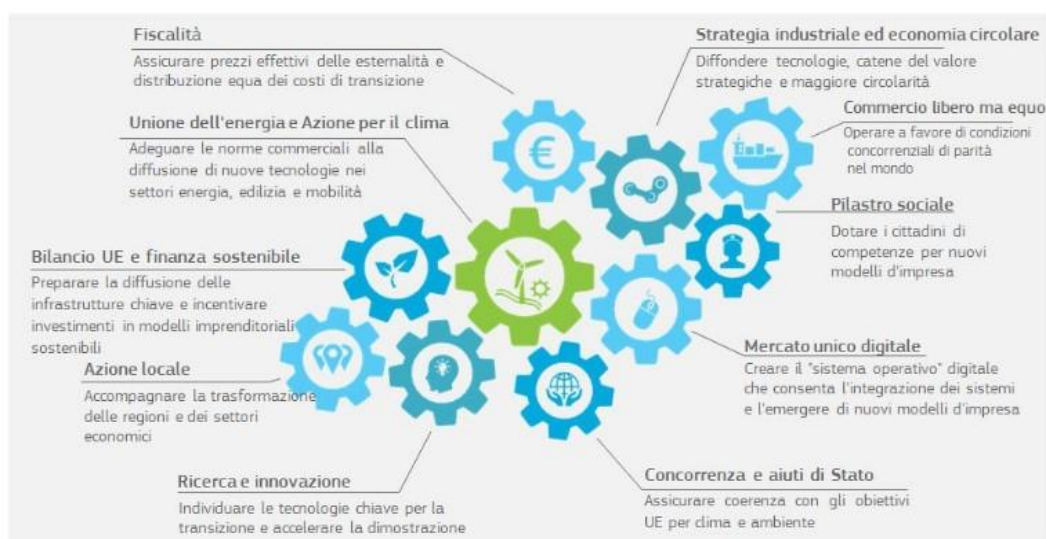 Fiscalità
Assicurare prezzi effettivi delle esternalità e
distribuzione equa dei costi di transizione
Strategia industriale ed economia circolare
Diffondere tecnologie, catene del valore
strategiche e maggiore circolarità
Commercio libero ma equo
Operare a favore di condizioni
concorrenziali di parità
nel mondo
Unione dell'energia e Azione per il clima
Adeguare le norme commerciali alla
diffusione di nuove tecnologie nei
settori energia, edilizia e mobilità
Pilastro sociale
Dotare i cittadini di
competenze per nuovi
modelli d'impresa
Bilancio UE e finanza sostenibile
Preparare la diffusione delle
infrastrutture chiave e incentivare
investimenti in modelli imprenditoriali
sostenibili
Mercato unico digitale
Creare il "sistema operativo" digitale
che consenta l'integrazione dei sistemi
e l'emergere di nuovi modelli d'impresa
Azione locale
Accompagnare la trasformazione
delle regioni e dei settori
economici
Ricerca e innovazione
Individuare le tecnologie chiave per la
transizione e accelerare la dimostrazione
Concorrenza e aiuti di Stato
Assicurare coerenza con gli obiettivi
UE per clima e ambiente
€